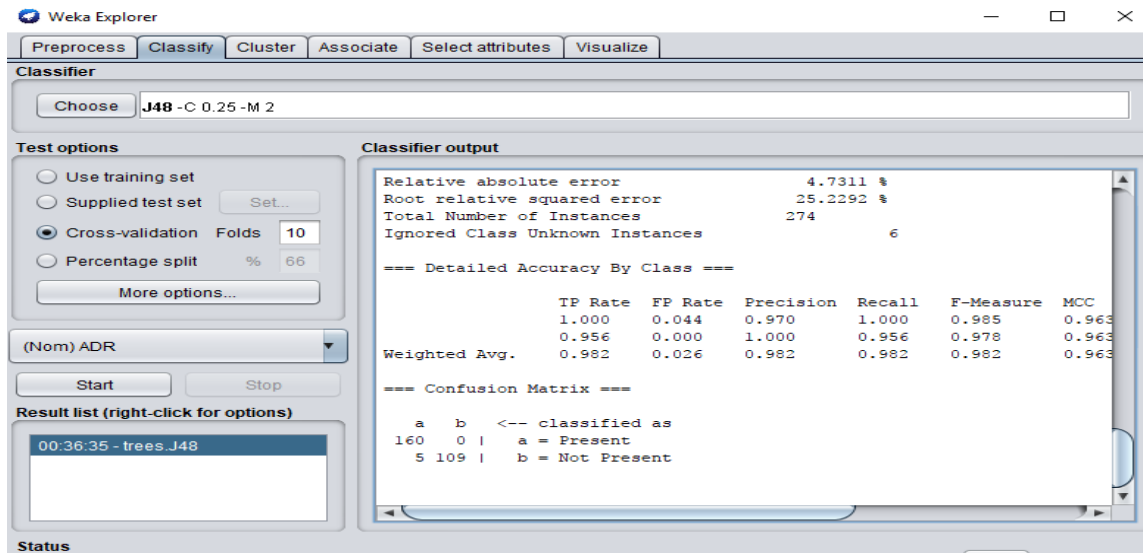 Weka Explorer
Preprocess Classify Cluster Associate Select attributes Visualize
Classifier
Choose J48 -C 0.25 -M 2
Test options
Use training set
Supplied test set Set...
Cross-validation Folds 10
Percentage split % 66
More options...
(Nom) ADR
Start Stop
Result list (right-click for options)
00:36:35 - trees.J48
Classifier output
Relative absolute error 4.7311 %
Root relative squared error 25.2292 %
Total Number of Instances 274
Ignored Class Unknown Instances 6
=== Detailed Accuracy By Class ===
TP Rate FP Rate Precision Recall F-Measure MCC
1.000 0.044 0.970 1.000 0.985 0.963
0.956 0.000 1.000 0.956 0.978 0.963
Weighted Avg. 0.982 0.026 0.982 0.982 0.982 0.963
=== Confusion Matrix ===
a b <-- classified as
160 0 | a = Present
5 109 | b = Not Present
Status